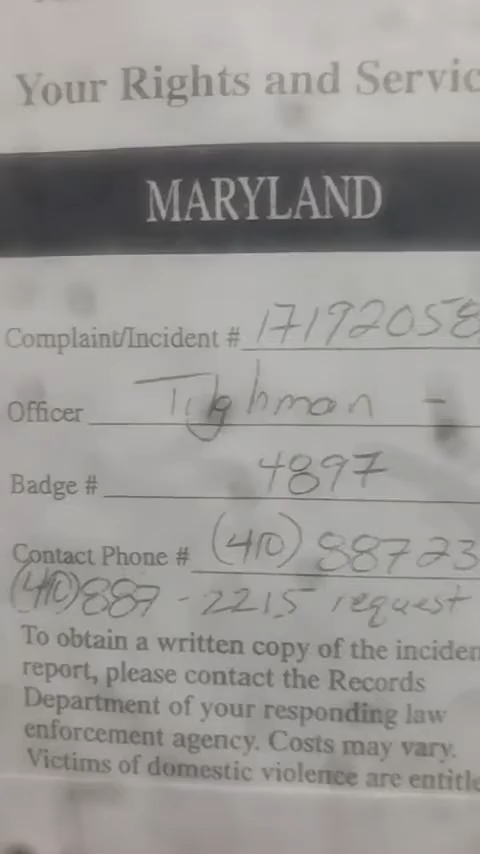 Your Rights and Servic
MARYLAND
Complaint/Incident # 17192058
Officer Tilghman -
Badge # 4897
Contact Phone # (410) 88723
(410) 887 - 2215 request
To obtain a written copy of the inciden
report, please contact the Records
Department of your responding law
enforcement agency. Costs may vary.
Victims of domestic violence are entitle